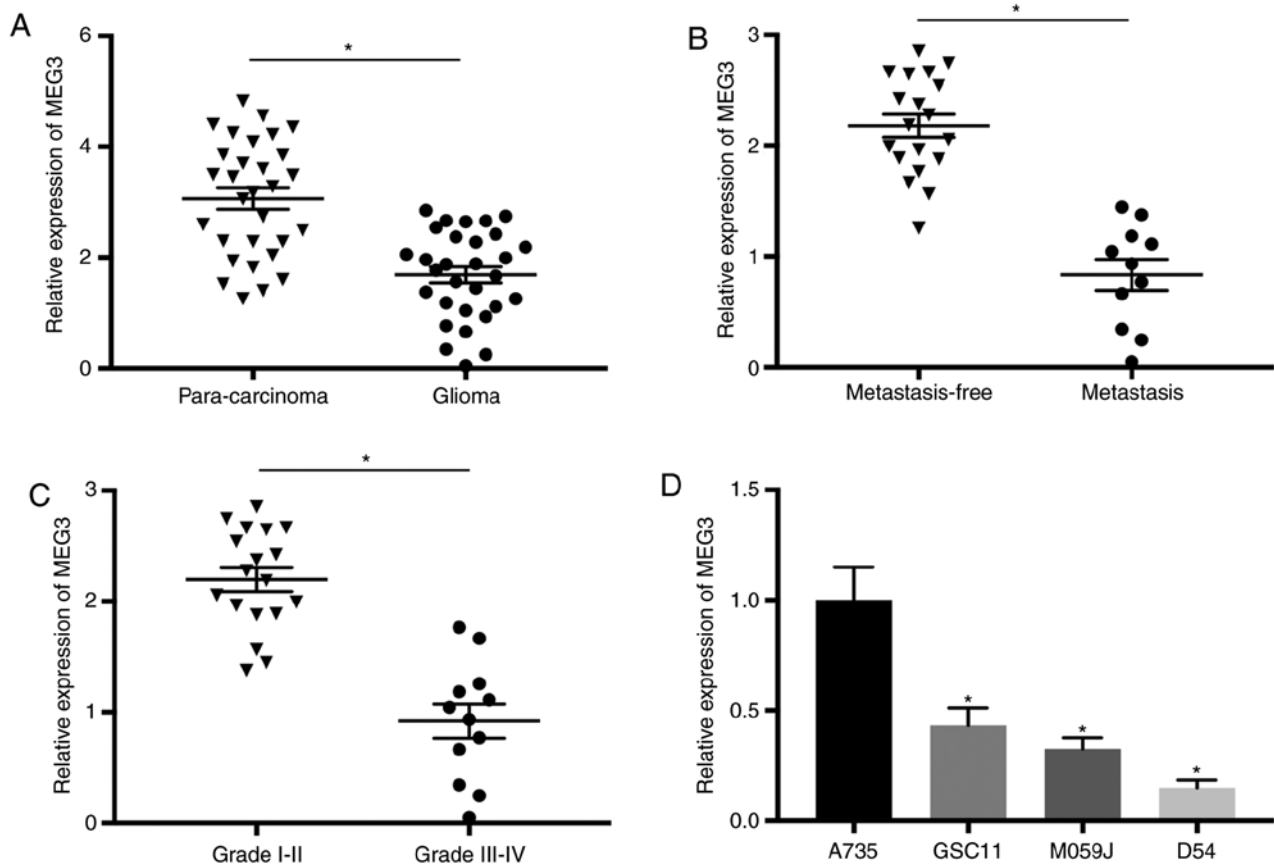 A
Relative expression of MEG3
6
4
2
0
*
Para-carcinoma
Glioma
B
Relative expression of MEG3
3
2
1
0
*
Metastasis-free
Metastasis
C
Relative expression of MEG3
3
2
1
0
*
Grade I-II
Grade III-IV
D
Relative expression of MEG3
1.5
1.0
0.5
0.0
*
*
*
A735
GSC11
M059J
D54